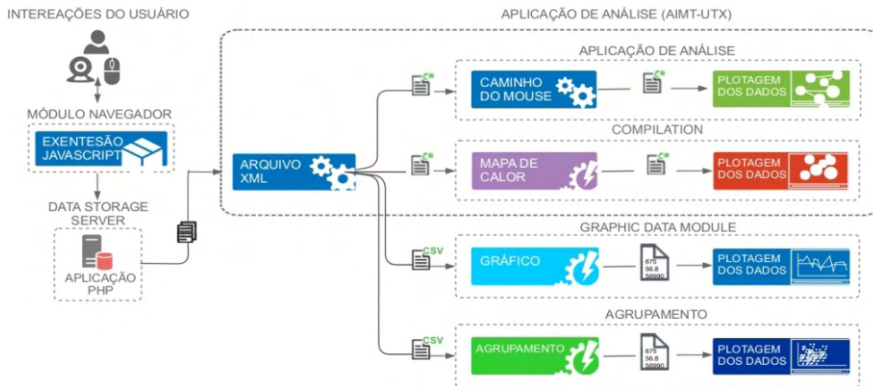 INTEREAÇÕES DO USUÁRIO
MÓDULO NAVEGADOR
EXENTESÃO
JAVASCRIPT
DATA STORAGE
SERVER
APLICAÇÃO
PHP
APLICAÇÃO DE ANÁLISE (AIMT-UTX)
ARQUIVO
XML
APLICAÇÃO DE ANÁLISE
C#
CAMINHO
DO MOUSE
C#
PLOTAGEM
DOS DADOS
COMPILATION
C#
MAPA DE
CALOR
C#
PLOTAGEM
DOS DADOS
GRAPHIC DATA MODULE
CSV
GRÁFICO
675
56.8
56890
PLOTAGEM
DOS DADOS
AGRUPAMENTO
CSV
AGRUPAMENTO
675
56.8
PLOTAGEM
DOS DADOS